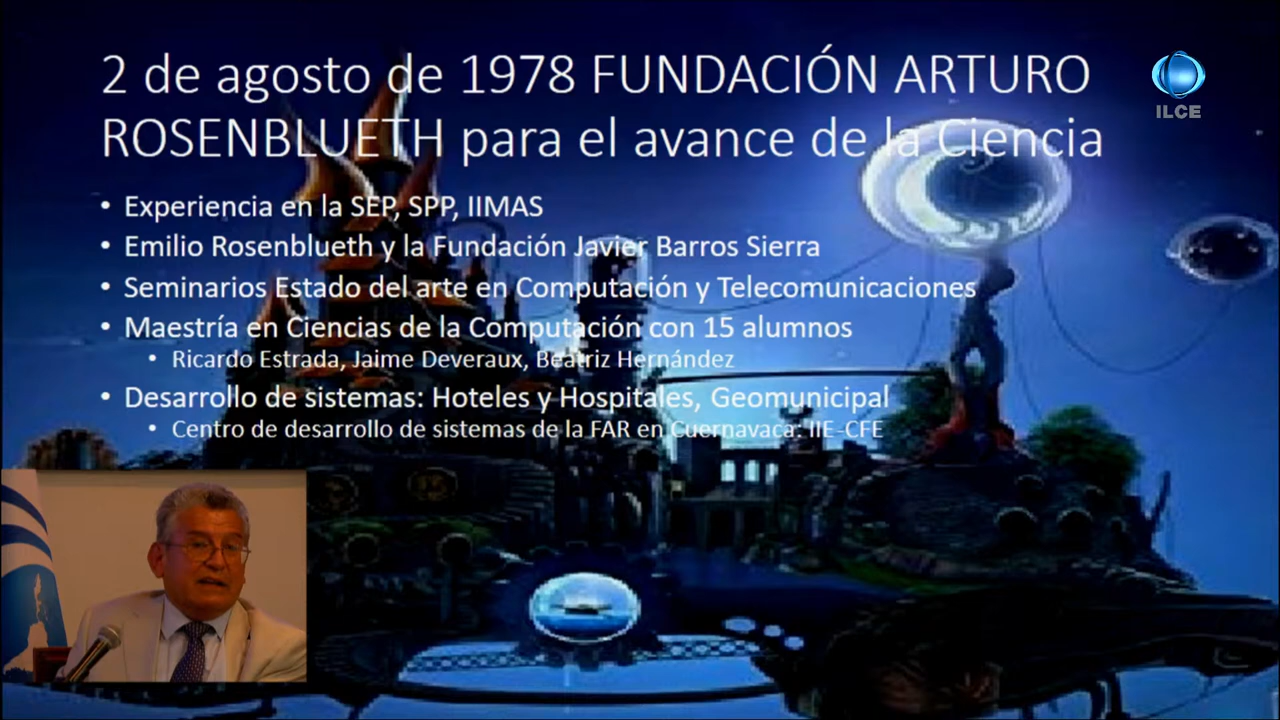 2 de agosto de 1978 FUNDACIÓN ARTURO
ROSENBLUETH para el avance de la Ciencia
ILCE
• Experiencia en la SEP, SPP, IIMAS
• Emilio Rosenblueth y la Fundación Javier Barros Sierra
• Seminarios Estado del arte en Computación y Telecomunicaciones
• Maestría en Ciencias de la Computación con 15 alumnos
• Ricardo Estrada, Jaime Deveraux, Beatriz Hernández
• Desarrollo de sistemas: Hoteles y Hospitales, Geomunicipal
• Centro de desarrollo de sistemas de la FAR en Cuernavaca: IIE-CFE